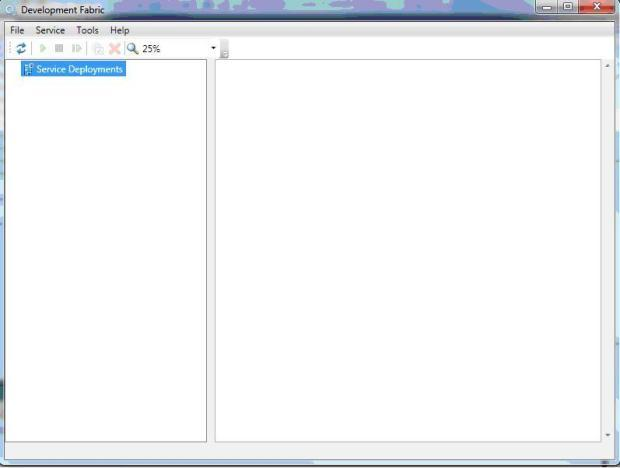 Development Fabric
File Service Tools Help
25%
Service Deployments